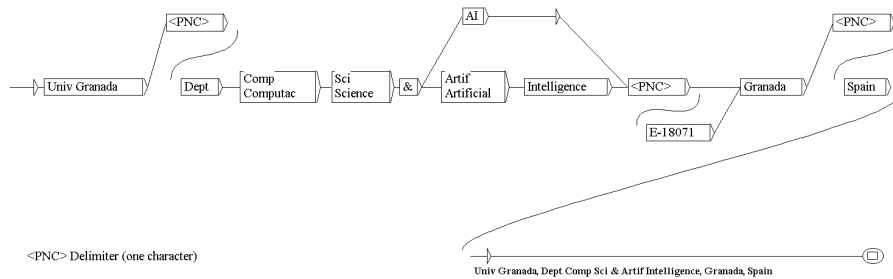 <PNC>
AI
<PNC>
Univ Granada
Dept
Comp
Computac
Sci
Science
&
Artif
Artificial
Intelligence
<PNC>
Granada
Spain
E-18071
<PNC> Delimiter (one character)
Univ Granada, Dept Comp Sci & Artif Intelligence, Granada, Spain